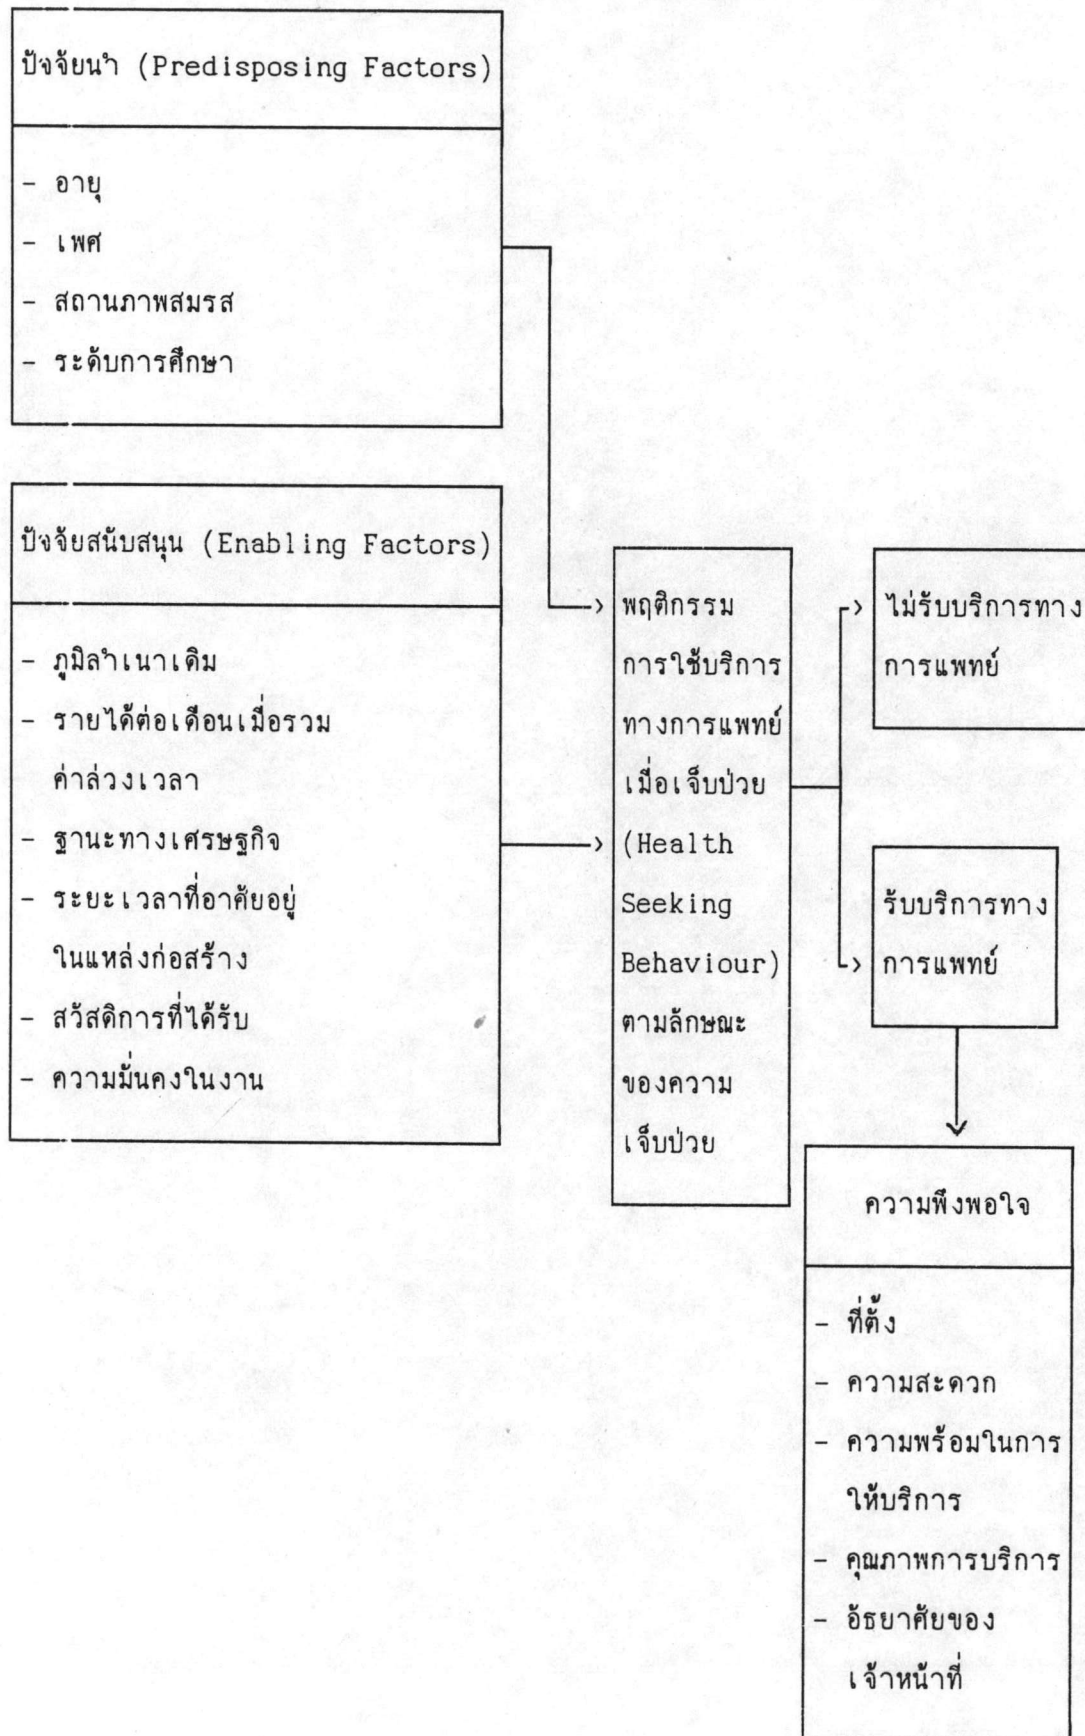 ปัจจัยนำ (Predisposing Factors)
- อายุ
- เพศ
- สถานภาพสมรส
- ระดับการศึกษา
ปัจจัยสนับสนุน (Enabling Factors)
- ภูมิลำเนาเดิม
- รายได้ต่อเดือนเมื่อรวม
ค่าล่วงเวลา
- ฐานะทางเศรษฐกิจ
- ระยะเวลาที่อาศัยอยู่
ในแหล่งก่อสร้าง
- สวัสดิการที่ได้รับ
- ความมั่นคงในงาน
พฤติกรรม
การใช้บริการ
ทางการแพทย์
เมื่อเจ็บป่วย
(Health
Seeking
Behaviour)
ตามลักษณะ
ของความ
เจ็บป่วย
ไม่รับบริการทาง
การแพทย์
รับบริการทาง
การแพทย์
ความพึงพอใจ
- ที่ตั้ง
- ความสะดวก
- ความพร้อมในการ
ให้บริการ
- คุณภาพการบริการ
- อัธยาศัยของ
เจ้าหน้าที่